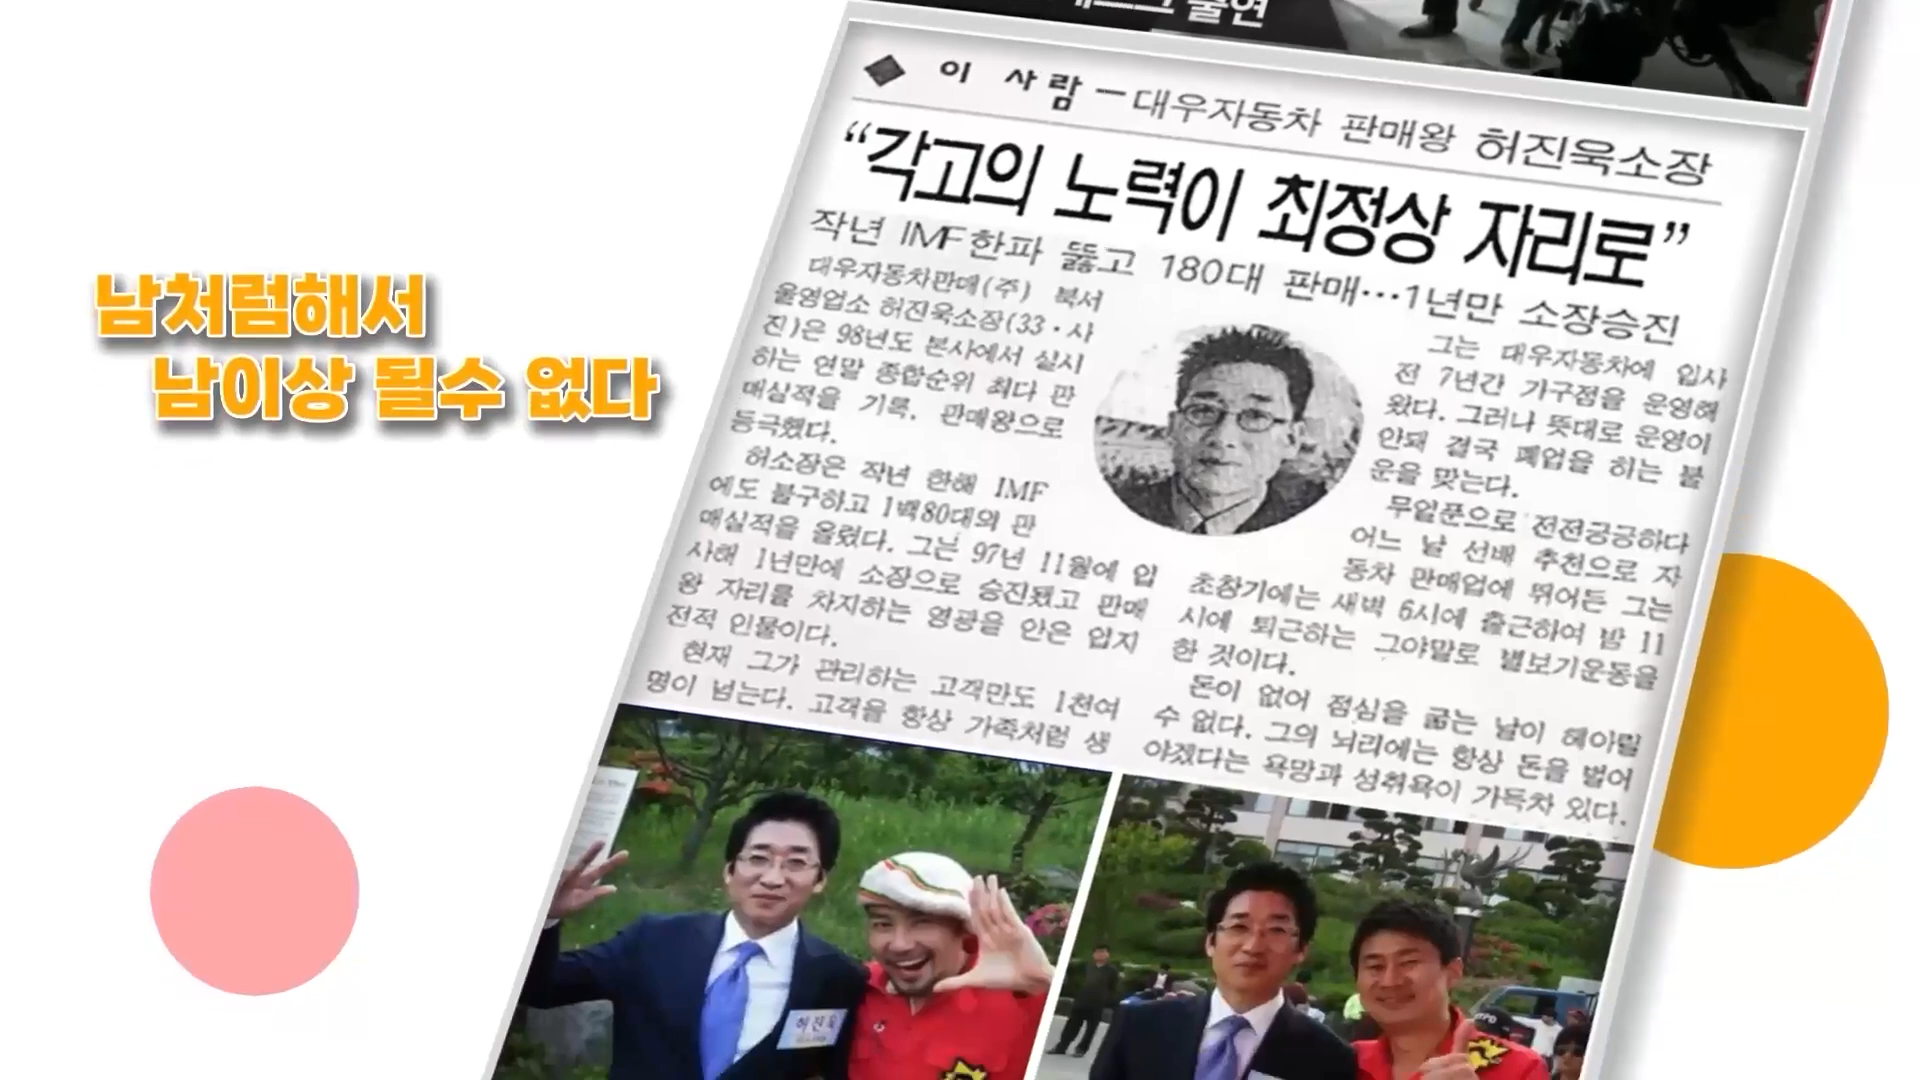 출연
남처럼해서
남이상 될수 없다
◆ 이 사람 – 대우자동차 판매왕 허진욱소장
“각고의 노력이 최정상 자리로”
작년 IMF한파 뚫고 180대 판매…1년만 소장승진
대우자동차판매(주) 북서
울영업소 허진욱소장(33·사
진)은 98년도 본사에서 실시
하는 연말 종합순위 최다 판
매실적을 기록, 판매왕으로
등극했다.
허소장은 작년 한해 IMF
에도 불구하고 1백80대의 판
매실적을 올렸다. 그는 97년 11월에 입
사해 1년만에 소장으로 승진됐고 판매
왕 자리를 차지하는 영광을 안은 입지
전적 인물이다.
현재 그가 관리하는 고객만도 1천여
명이 넘는다. 고객을 항상 가족처럼 생
그는 대우자동차에 입사
전 7년간 가구점을 운영해
왔다. 그러나 뜻대로 운영이
안돼 결국 폐업을 하는 불
운을 맞는다.
무일푼으로 전전긍긍하다
어느 날 선배 추천으로 자
동차 판매업에 뛰어든 그는
초창기에는 새벽 6시에 출근하여 밤 11
시에 퇴근하는 그야말로 별보기운동을
한 것이다.
돈이 없어 점심을 굶는 날이 헤아릴
수 없다. 그의 뇌리에는 항상 돈을 벌어
야겠다는 욕망과 성취욕이 가득차 있다.
허진욱